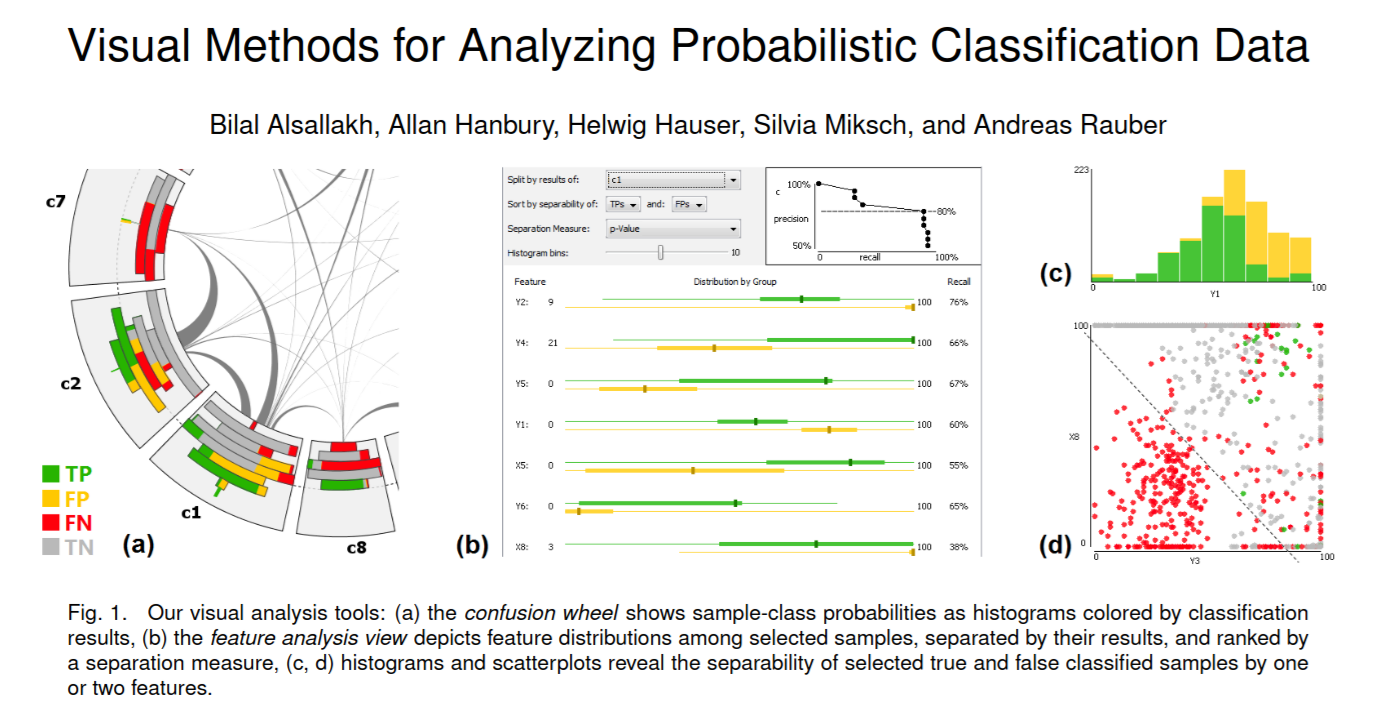 Visual Methods for Analyzing Probabilistic Classification Data
Bilal Alsallakh, Allan Hanbury, Helwig Hauser, Silvia Miksch, and Andreas Rauber
c7
c2
c1
c8
TP
FP
FN
TN
(a)
Split by results of: c1
Sort by separability of: TPs and: FPs
Separation Measure: p-Value
Histogram bins: 10
c 100%
precision
80%
50%
0 recall 100%
Feature Distribution by Group Recall
Y2: 9 100 76%
Y4: 21 100 66%
Y5: 0 100 67%
Y1: 0 100 60%
X5: 0 100 55%
Y6: 0 100 65%
X8: 3 100 38%
(b)
223
(c)
0 Y1 100
100
X8
(d) 0
0 Y3 100
Fig. 1. Our visual analysis tools: (a) the confusion wheel shows sample-class probabilities as histograms colored by classification
results, (b) the feature analysis view depicts feature distributions among selected samples, separated by their results, and ranked by
a separation measure, (c, d) histograms and scatterplots reveal the separability of selected true and false classified samples by one
or two features.